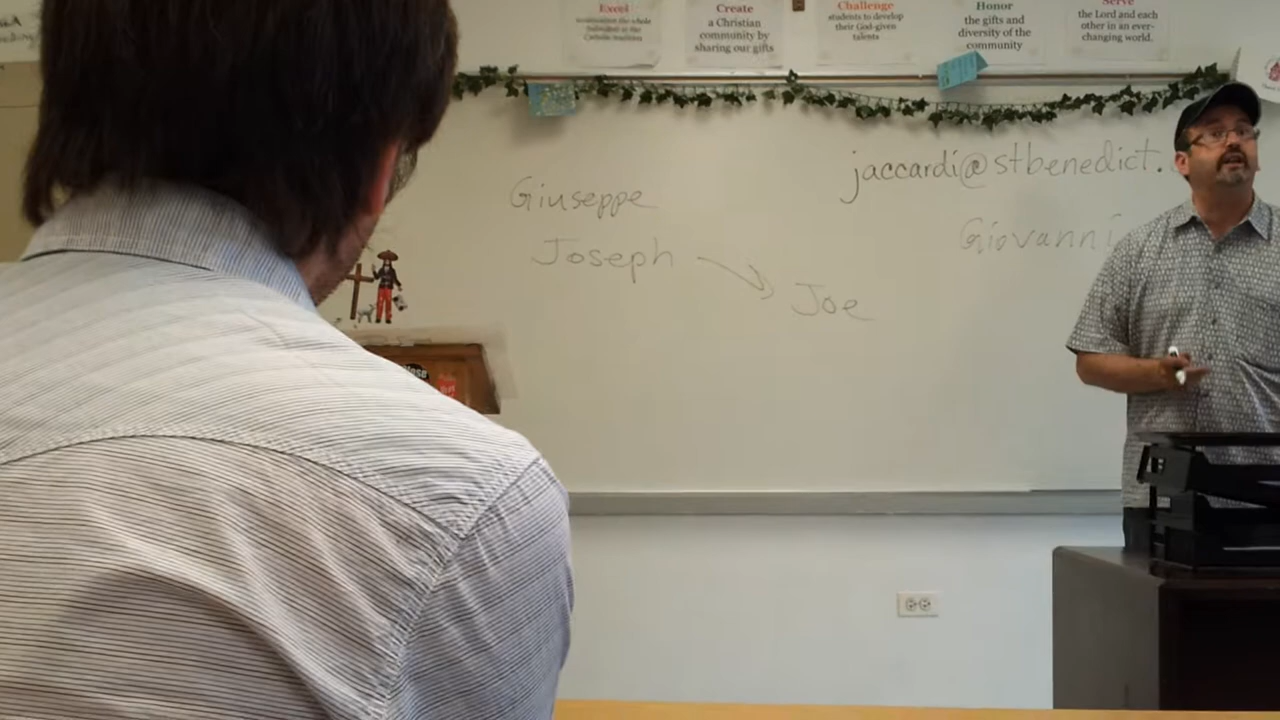 Excel
Create
a Christian
community by
sharing our gifts
Challenge
students to develop
their God-given
talents
Honor
the gifts and
diversity of the
community
Serve
the Lord and each
other in an ever-
changing world.
jaccardi@stbenedict.
Giuseppe
Giovanni
Joseph
Joe